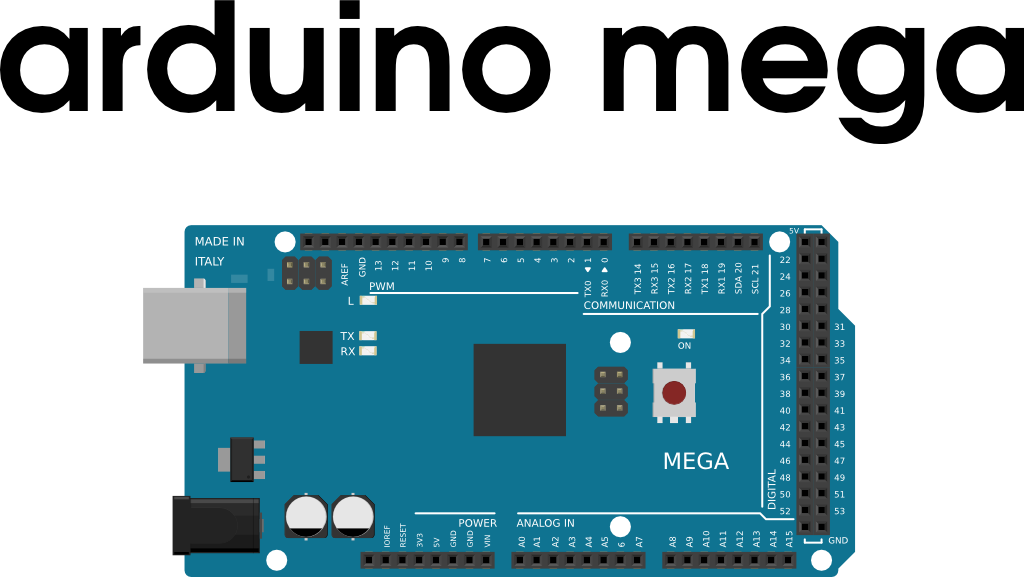 arduino mega
MADE IN
ITALY
AREF
GND
13
12
11
10
9
8
7
6
5
4
3
2
TX0 ◀ 1
RX0 ▶ 0
TX3 14
RX3 15
TX2 16
RX2 17
TX1 18
RX1 19
SDA 20
SCL 21
5V
PWM
COMMUNICATION
L
TX
RX
ON
22
24
26
28
30 31
32 33
34 35
36 37
38 39
40 41
42 43
44 45
46 47
48 49
50 51
52 53
GND
MEGA
DIGITAL
POWER
ANALOG IN
IOREF
RESET
3V3
5V
GND
GND
VIN
A0
A1
A2
A3
A4
A5
6
A7
A8
A9
A10
A11
A12
A13
A14
A15